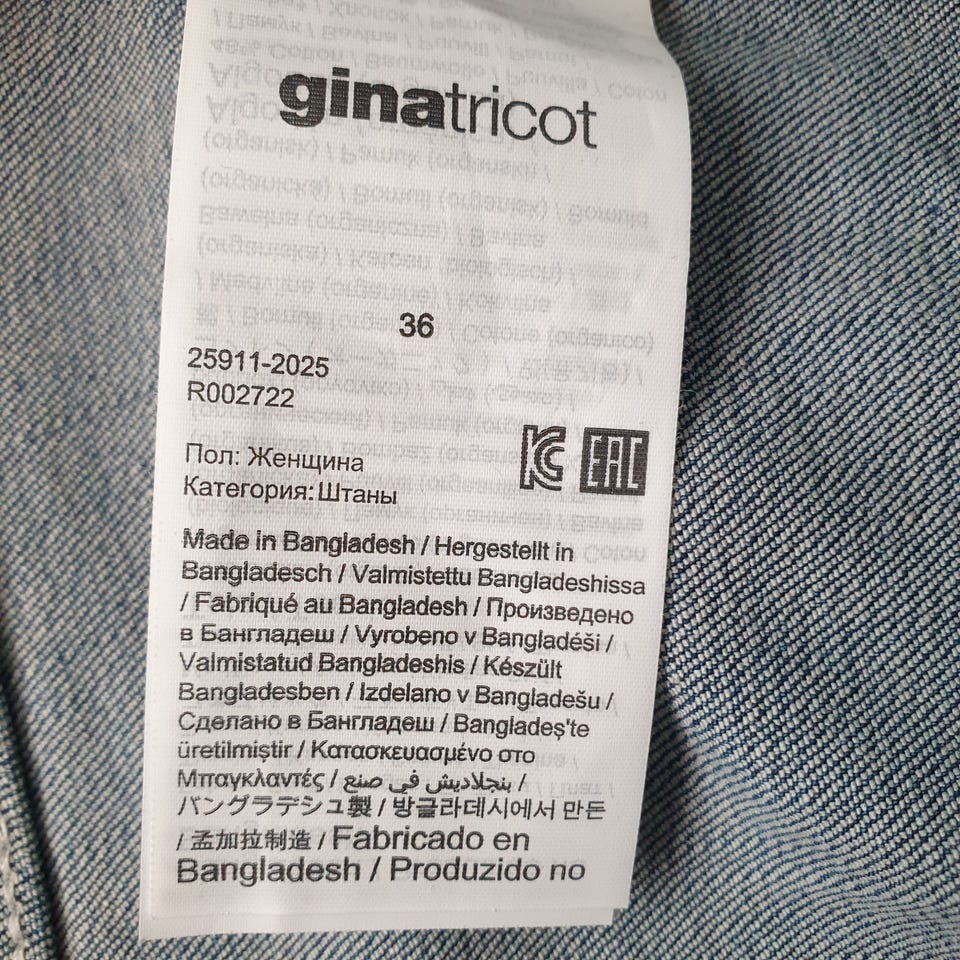 ginatricot
36
25911-2025
R002722
Пол: Женщина
Категория:Штаны
EAC
Made in Bangladesh / Hergestellt in
Bangladesch / Valmistettu Bangladeshissa
/ Fabriqué au Bangladesh / Произведено
в Бангладеш / Vyrobeno v Bangladéši /
Valmistatud Bangladeshis / Készült
Bangladesben / Izdelano v Bangladešu /
Сделано в Бангладеш / Bangladeş'te
üretilmiştir / Κατασκευασμένο στο
Μπαγκλαντές / بنجلاديش في صنع /
バングラデシュ製 / 방글라데시에서 만든
/ 孟加拉制造 / Fabricado en
Bangladesh / Produzido no